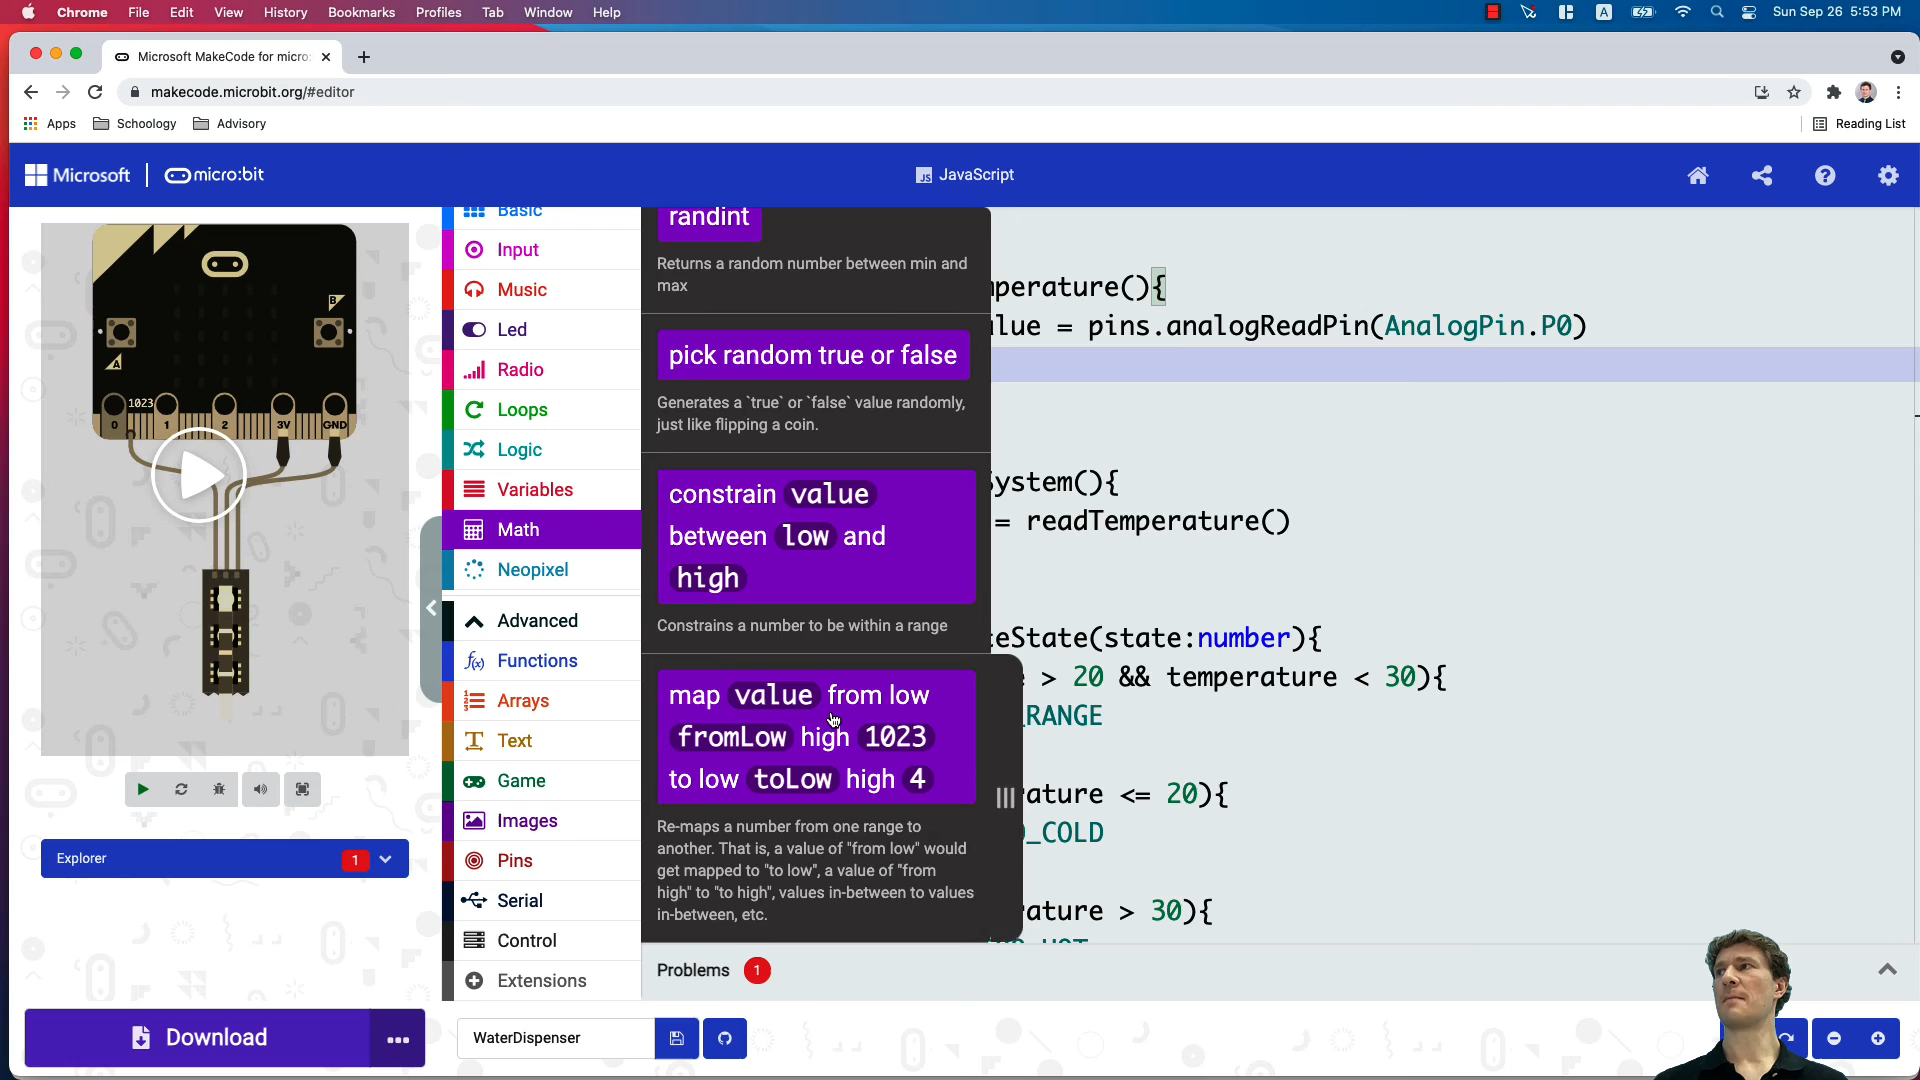 Chrome File Edit View History Bookmarks Profiles Tab Window Help
A
Sun Sep 26 5:53 PM
Microsoft MakeCode for micro:
makecode.microbit.org/#editor
Apps Schoology Advisory
Reading List
Microsoft micro:bit
JS JavaScript
Basic
Input
Music
Led
Radio
Loops
Logic
Variables
Math
Neopixel
Advanced
f(x) Functions
Arrays
Text
Game
Images
Pins
Serial
Control
Extensions
randint
Returns a random number between min and
max
pick random true or false
Generates a `true` or `false` value randomly,
just like flipping a coin.
constrain value
between low and
high
Constrains a number to be within a range
map value from low
fromLow high 1023
to low toLow high 4
Re-maps a number from one range to
another. That is, a value of "from low" would
get mapped to "to low", a value of "from
high" to "to high", values in-between to values
in-between, etc.
perature(){
lue = pins.analogReadPin(AnalogPin.P0)
ystem(){
= readTemperature()
eState(state:number){
> 20 && temperature < 30){
_RANGE
ature <= 20){
_COLD
ature > 30){
B
A
1023
0 1 2 3V GND
Explorer 1
Problems 1
Download
WaterDispenser